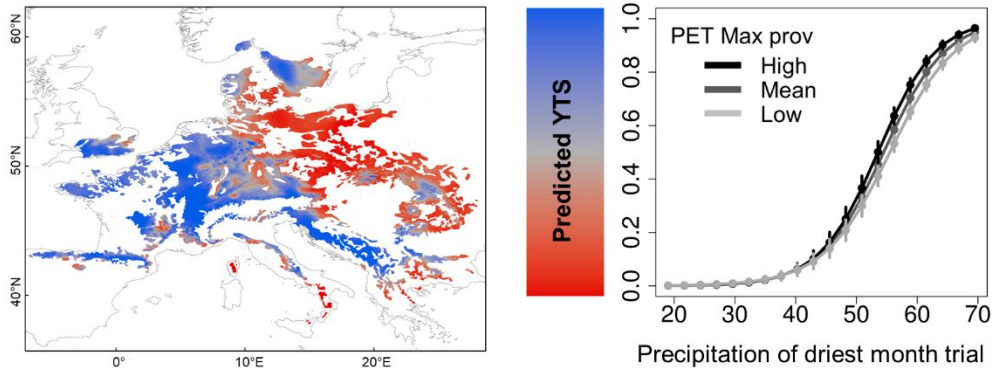 60°N
50°N
40°N
0°
10°E
20°E
Predicted YTS
PET Max prov
High
Mean
Low
1.0
0.8
0.6
0.4
0.2
0.0
20 30 40 50 60 70
Precipitation of driest month trial